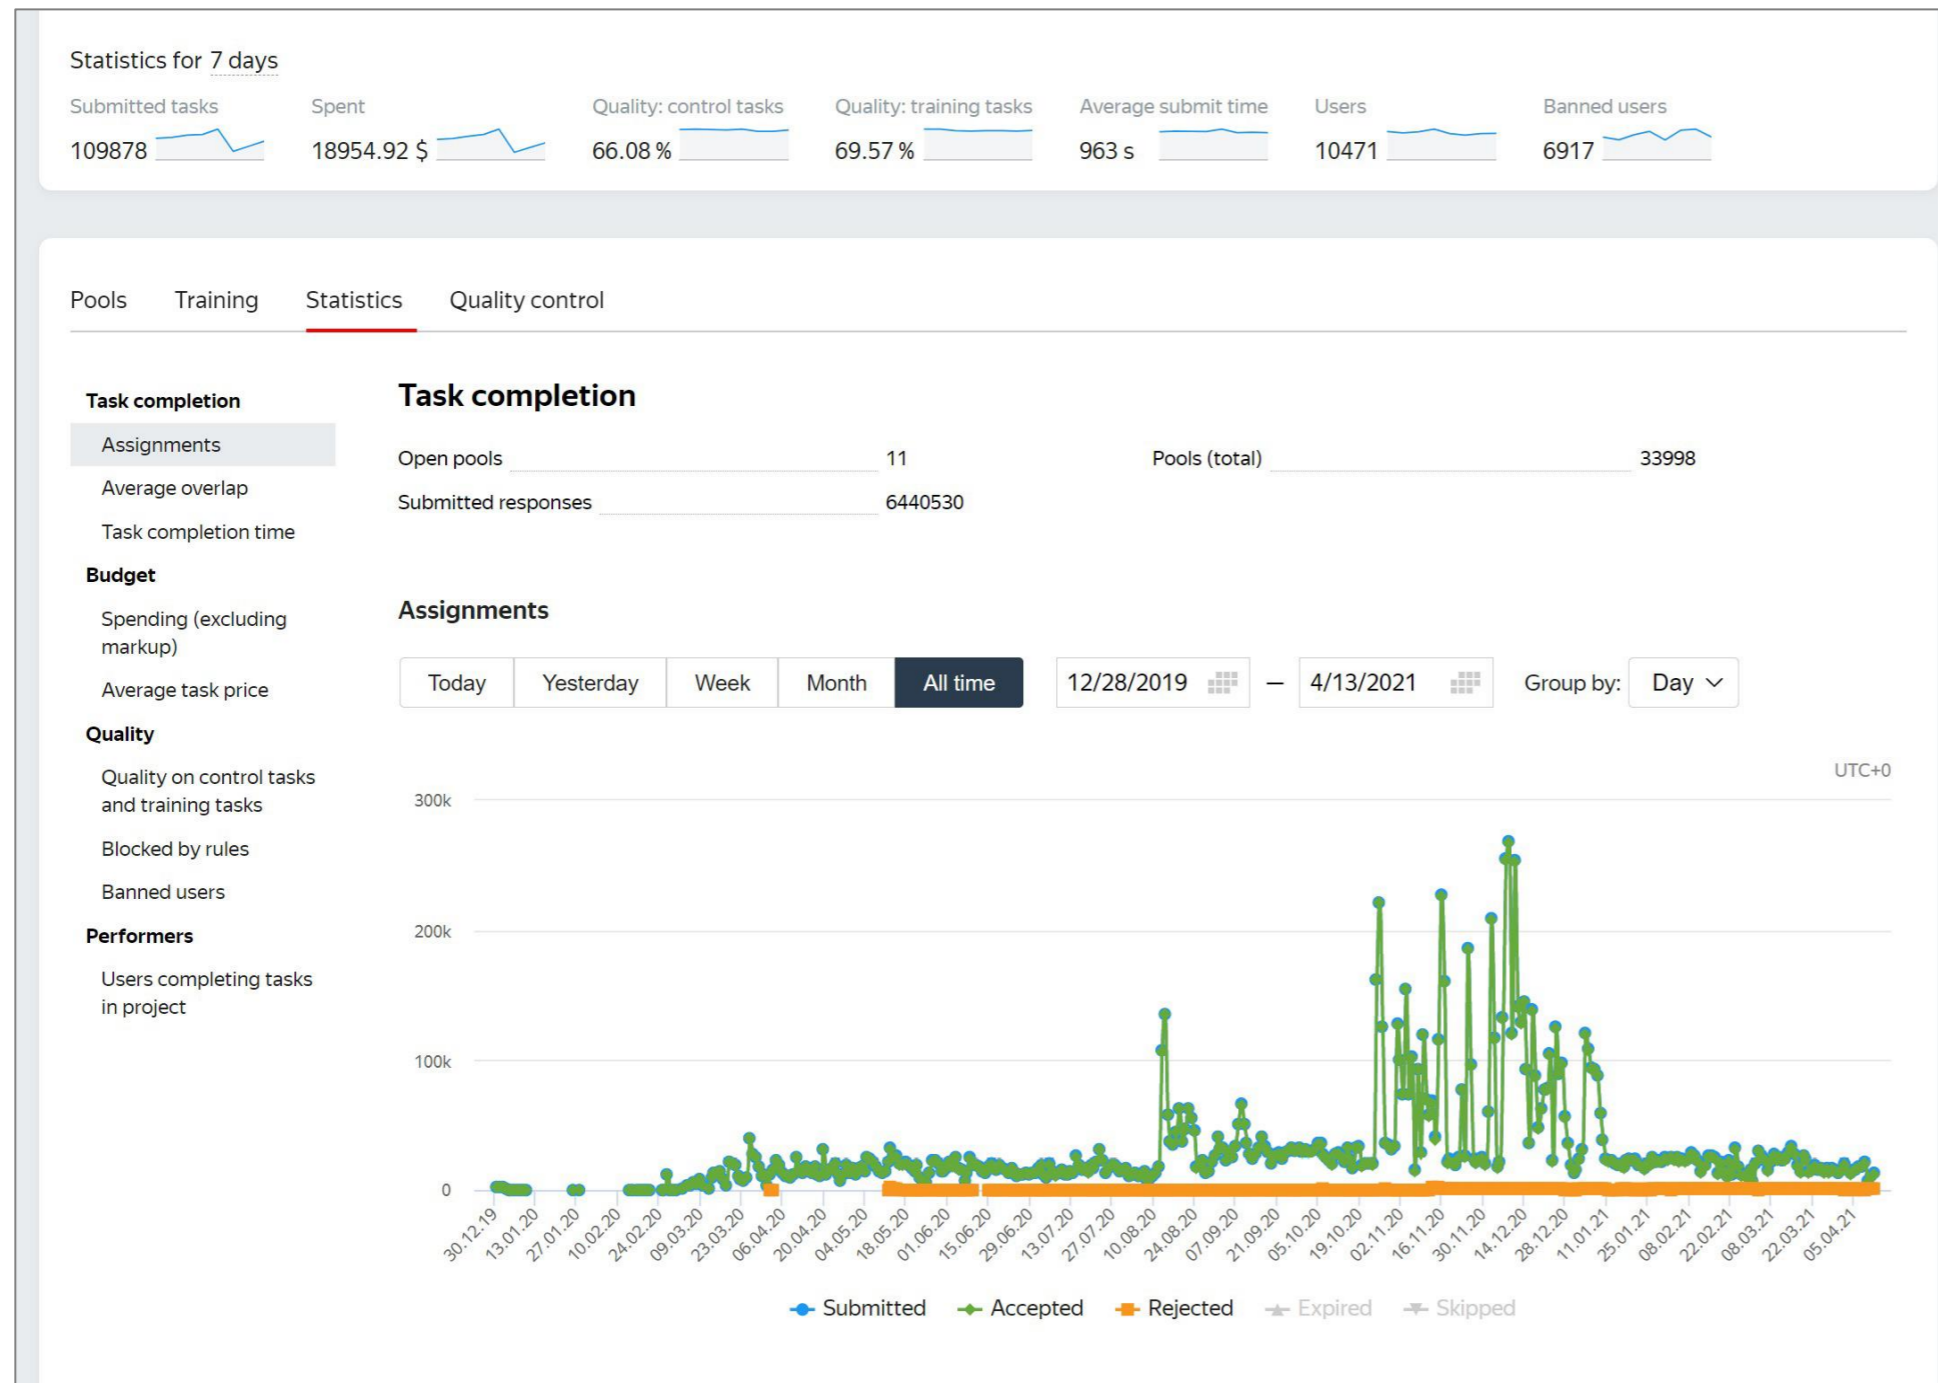 Statistics for 7 days
Submitted tasks Spent Quality: control tasks Quality: training tasks Average submit time Users Banned users
109878 18954.92 $ 66.08 % 69.57 % 963 s 10471 6917
Pools Training Statistics Quality control
Task completion
Assignments
Average overlap
Task completion time
Budget
Spending (excluding
markup)
Average task price
Quality
Quality on control tasks
and training tasks
Blocked by rules
Banned users
Performers
Users completing tasks
in project
Task completion
Open pools 11 Pools (total) 33998
Submitted responses 6440530
Assignments
Today Yesterday Week Month All time 12/28/2019 — 4/13/2021 Group by: Day
UTC+0
300k
200k
100k
0
30.12.19 13.01.20 27.01.20 10.02.20 24.02.20 09.03.20 23.03.20 06.04.20 20.04.20 04.05.20 18.05.20 01.06.20 15.06.20 29.06.20 13.07.20 27.07.20 10.08.20 24.08.20 07.09.20 21.09.20 05.10.20 19.10.20 02.11.20 16.11.20 30.11.20 14.12.20 28.12.20 11.01.21 25.01.21 08.02.21 22.02.21 08.03.21 22.03.21 05.04.21
Submitted Accepted Rejected Expired Skipped